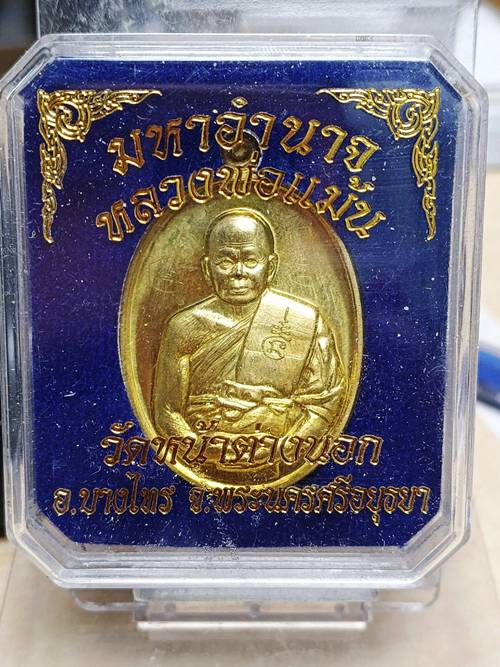 มหาอำนาจ
หลวงพ่อแม้น
วัดหน้าต่างนอก
อ.บางไทร จ.พระนครศรีอยุธยา